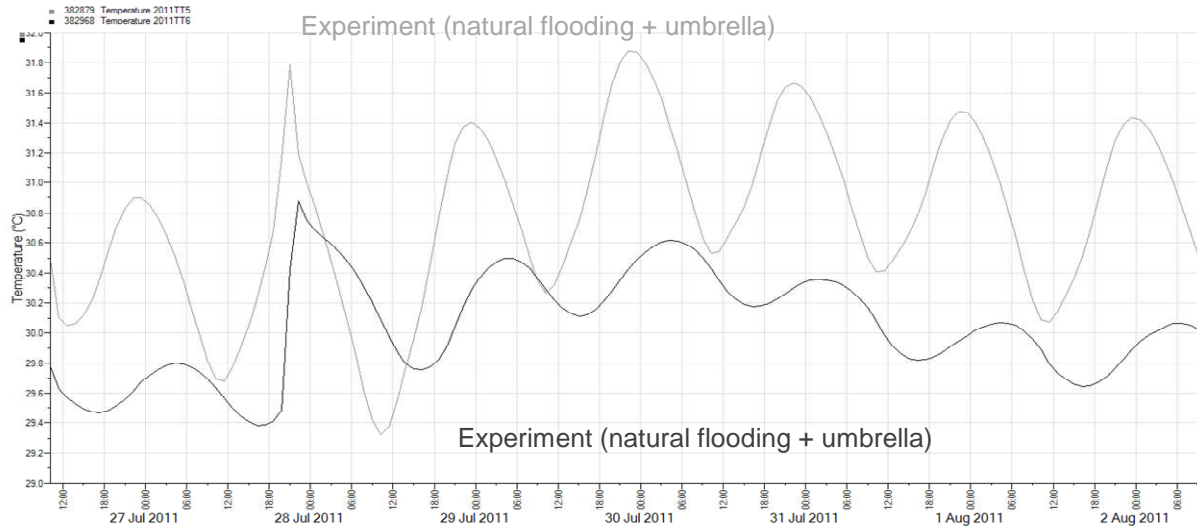 382879 Temperature 2011TT5
382968 Temperature 2011TT6
Experiment (natural flooding + umbrella)
32.0
31.8
31.6
31.4
31.2
31.0
30.8
30.6
30.4
30.2
30.0
29.8
29.6
29.4
29.2
29.0
Temperature (°C)
Experiment (natural flooding + umbrella)
12:00 18:00 00:00 06:00 12:00 18:00 00:00 06:00 12:00 18:00 00:00 06:00 12:00 18:00 00:00 06:00 12:00 18:00 00:00 06:00 12:00 18:00 00:00 06:00 12:00 18:00 00:00 06:00
27 Jul 2011 28 Jul 2011 29 Jul 2011 30 Jul 2011 31 Jul 2011 1 Aug 2011 2 Aug 2011